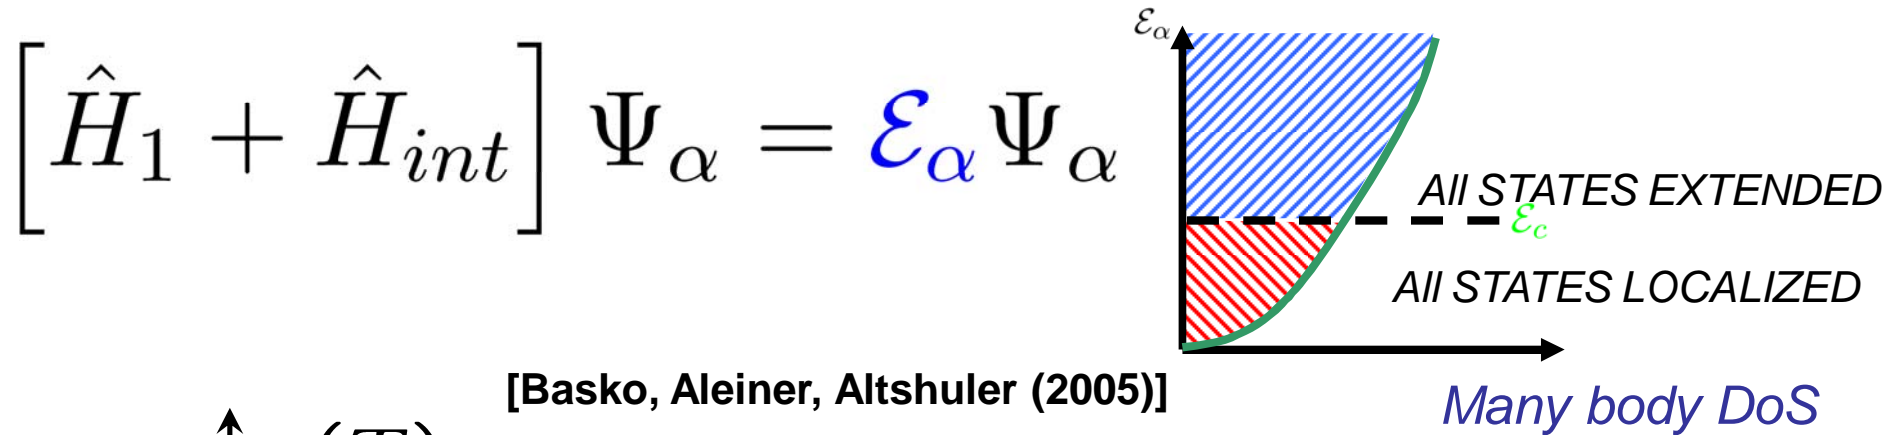 [Ĥ₁ + Ĥ_int] Ψ_α = ℰ_α Ψ_α
ℰ_α
All STATES EXTENDED
ℰ_c
All STATES LOCALIZED
[Basko, Aleiner, Altshuler (2005)]
Many body DoS